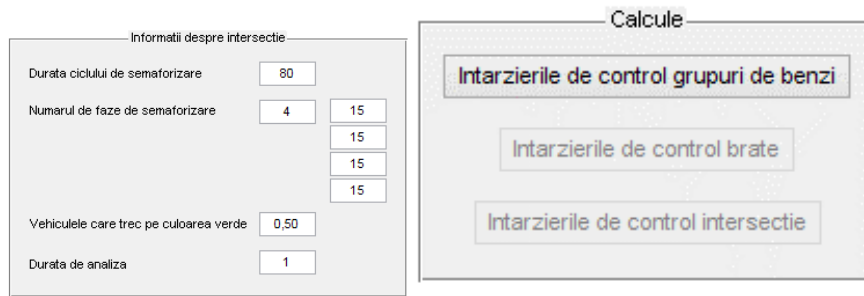 Informatii despre intersectie
Durata ciclului de semaforizare 80
Numarul de faze de semaforizare 4 15
15
15
15
Vehiculele care trec pe culoarea verde 0,50
Durata de analiza 1
Calcule
Intarzierile de control grupuri de benzi
Intarzierile de control brate
Intarzierile de control intersectie